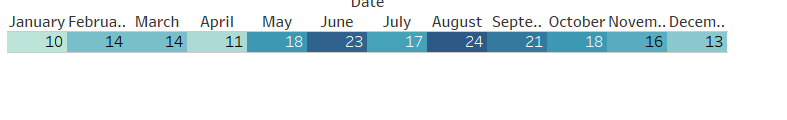 Date
January Februa.. March April May June July August Septe.. October Novem.. Decem..
10 14 14 11 18 23 17 24 21 18 16 13